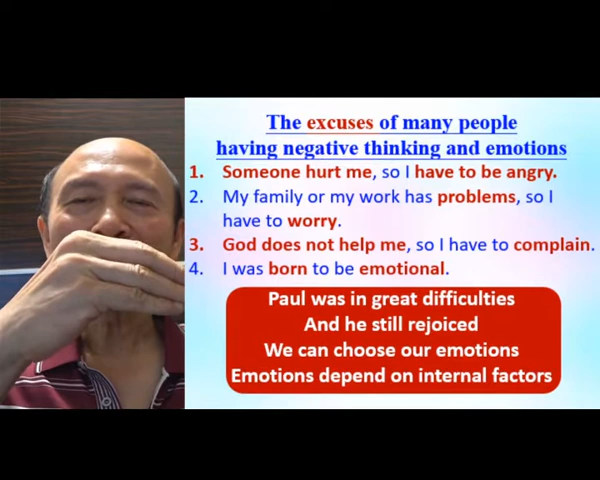 The excuses of many people
having negative thinking and emotions
1. Someone hurt me, so I have to be angry.
2. My family or my work has problems, so I
have to worry.
3. God does not help me, so I have to complain.
4. I was born to be emotional.
Paul was in great difficulties
And he still rejoiced
We can choose our emotions
Emotions depend on internal factors